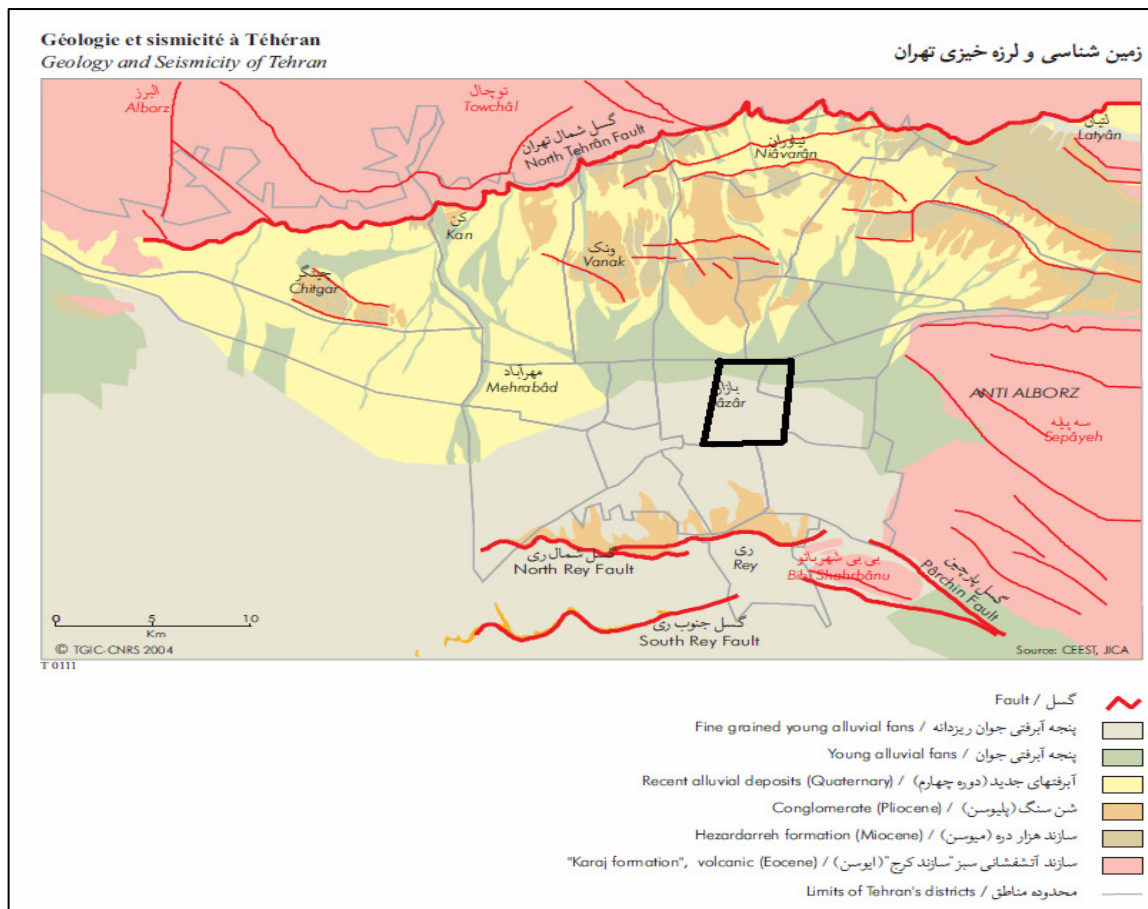 Géologie et sismicité à Téhéran
Geology and Seismicity of Tehran
زمین شناسی و لرزه خیزی تهران
البرز
Alborz
توچال
Towchâl
گسل شمال تهران
North Tehrân Fault
نیاوران
Niâvarân
لتیان
Latyân
کن
Kan
ونک
Vanak
چیتگر
Chitgar
مهرآباد
Mehrabâd
بازار
âzâr
ANTI ALBORZ
سه پایه
Sepâyeh
گسل شمال ری
North Rey Fault
ری
Rey
بی بی شهربانو
Bibi Shahrbânu
گسل پارچین
Pârchin Fault
گسل جنوب ری
South Rey Fault
0 5 10
Km
© TGIC-CNRS 2004
Source: CEEST, JICA
T 0111
Fault / گسل
Fine grained young alluvial fans / پنجه آبرفتی جوان ریزدانه
Young alluvial fans / پنجه آبرفتی جوان
Recent alluvial deposits (Quaternary) / آبرفتهای جدید (دوره چهارم)
Conglomerate (Pliocene) / شن سنگ (پلیوسن)
Hezardarreh formation (Miocene) / سازند هزار دره (میوسن)
"Karaj formation", volcanic (Eocene) / سازند آتشفشانی سبز "سازند کرج" (ایوسن)
Limits of Tehran's districts / محدوده مناطق